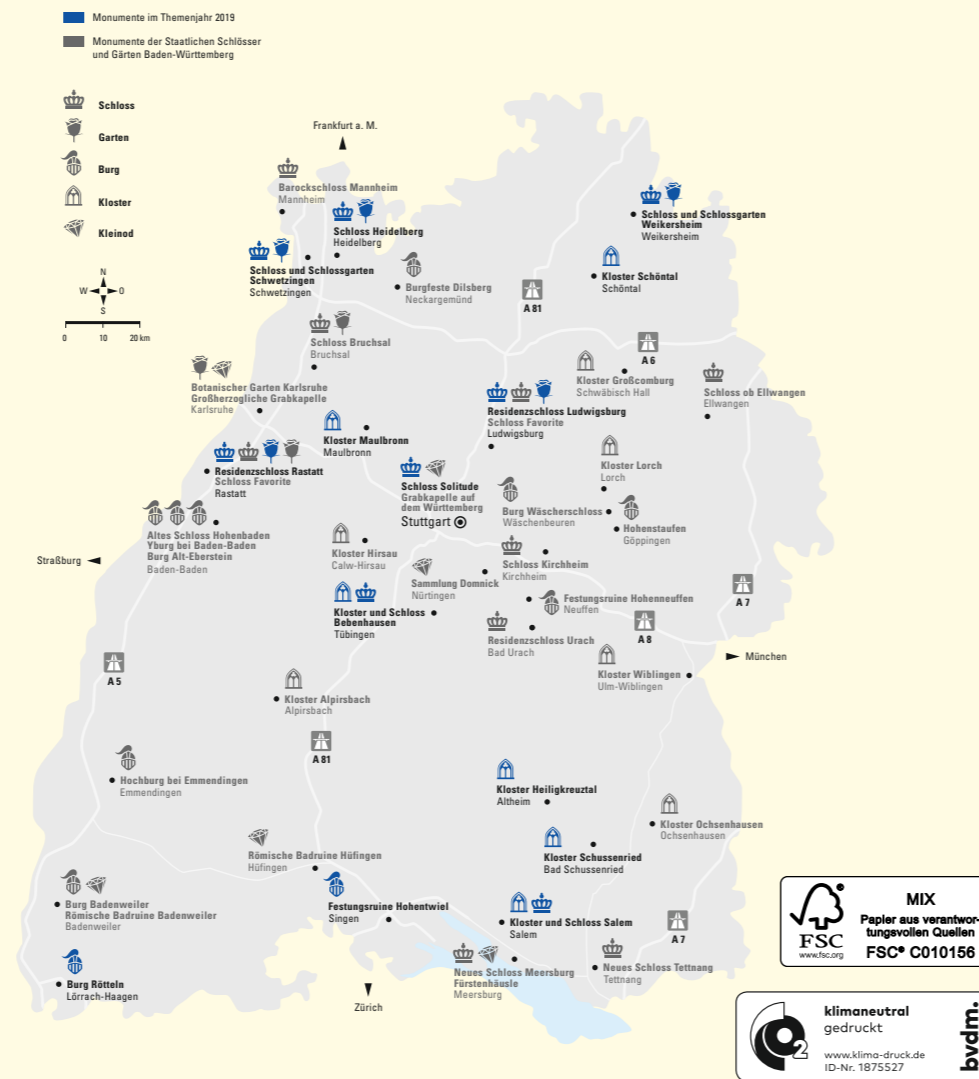 Monumente im Themenjahr 2019
Monumente der Staatlichen Schlösser
und Gärten Baden-Württemberg
Schloss
Garten
Burg
Kloster
Kleinod
N
W
O
S
0 10 20 km
Frankfurt a. M.
Barockschloss Mannheim
Mannheim
Schloss Heidelberg
Heidelberg
Schloss und Schlossgarten
Weikersheim
Weikersheim
Schloss und Schlossgarten
Schwetzingen
Schwetzingen
Kloster Schöntal
Schöntal
Burgfeste Dilsberg
Neckargemünd
A 81
Schloss Bruchsal
Bruchsal
A 6
Kloster Großcomburg
Schwäbisch Hall
Schloss ob Ellwangen
Ellwangen
Botanischer Garten Karlsruhe
Großherzogliche Grabkapelle
Karlsruhe
Residenzschloss Ludwigsburg
Schloss Favorite
Ludwigsburg
Kloster Maulbronn
Maulbronn
Kloster Lorch
Lorch
Residenzschloss Rastatt
Schloss Favorite
Rastatt
Schloss Solitude
Grabkapelle auf
dem Württemberg
Stuttgart
Burg Wäscherschloss
Wäschenbeuren
Hohenstaufen
Göppingen
Altes Schloss Hohenbaden
Yburg bei Baden-Baden
Burg Alt-Eberstein
Baden-Baden
Straßburg
Kloster Hirsau
Calw-Hirsau
Schloss Kirchheim
Kirchheim
Sammlung Domnick
Nürtingen
Festungsruine Hohenneuffen
Neuffen
A 7
Kloster und Schloss
Bebenhausen
Tübingen
Residenzschloss Urach
Bad Urach
A 8
München
Kloster Wiblingen
Ulm-Wiblingen
A 5
Kloster Alpirsbach
Alpirsbach
A 81
Hochburg bei Emmendingen
Emmendingen
Kloster Heiligkreuztal
Altheim
Kloster Ochsenhausen
Ochsenhausen
Römische Badruine Hüfingen
Hüfingen
Kloster Schussenried
Bad Schussenried
Burg Badenweiler
Römische Badruine Badenweiler
Badenweiler
Festungsruine Hohentwiel
Singen
Kloster und Schloss Salem
Salem
A 7
Neues Schloss Meersburg
Fürstenhäusle
Meersburg
Neues Schloss Tettnang
Tettnang
Burg Rötteln
Lörrach-Haagen
Zürich
FSC
www.fsc.org
MIX
Papier aus verantwor-
tungsvollen Quellen
FSC® C010156
2
klimaneutral
gedruckt
www.klima-druck.de
ID-Nr. 1875527
bvdm.